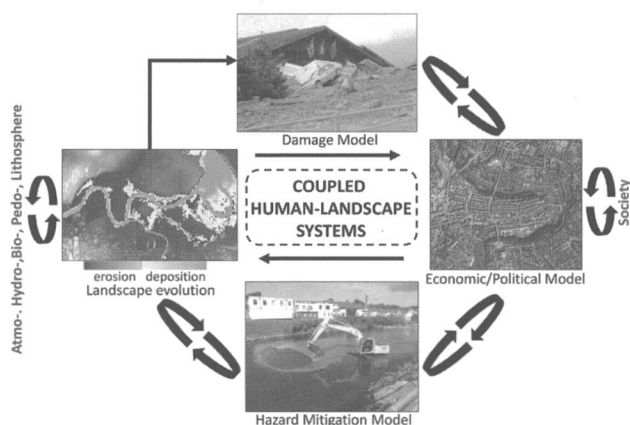 Damage Model
Atmo-. Hydro-,Bio-, Pedo-, Lithosphere
COUPLED
HUMAN-LANDSCAPE
SYSTEMS
Society
erosion deposition
Landscape evolution
Economic/Political Model
Hazard Mitigation Model